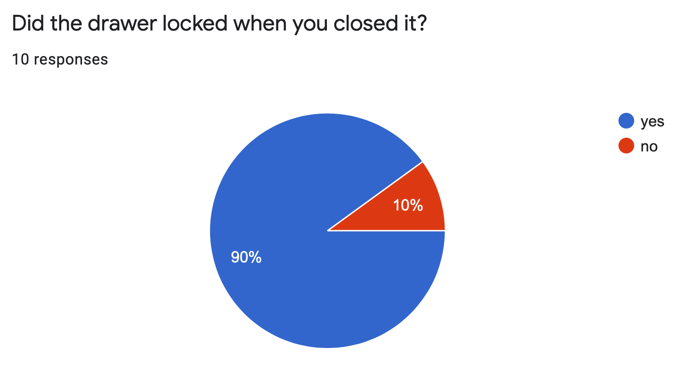 Did the drawer locked when you closed it?
10 responses
yes
no
10%
90%